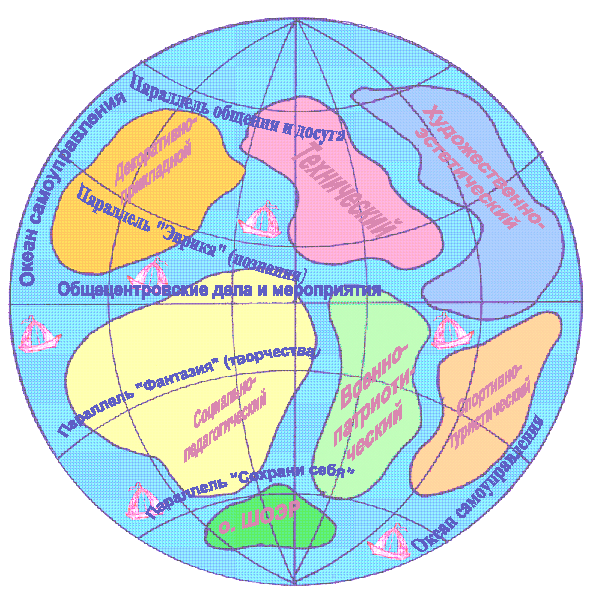 Параллель общения и досуга
Океан самоуправления
Декоративно-
прикладной
Технический
Художественно-
эстетический
Параллель "Эврика" (познания)
Общецентровские дела и мероприятия
Параллель "Фантазия" (творчества)
Социально-
педагогический
Военно-
патриоти-
ческий
Спортивно-
туристический
Параллель "Сохрани себя"
о. ШОЭР
Океан самоуправления